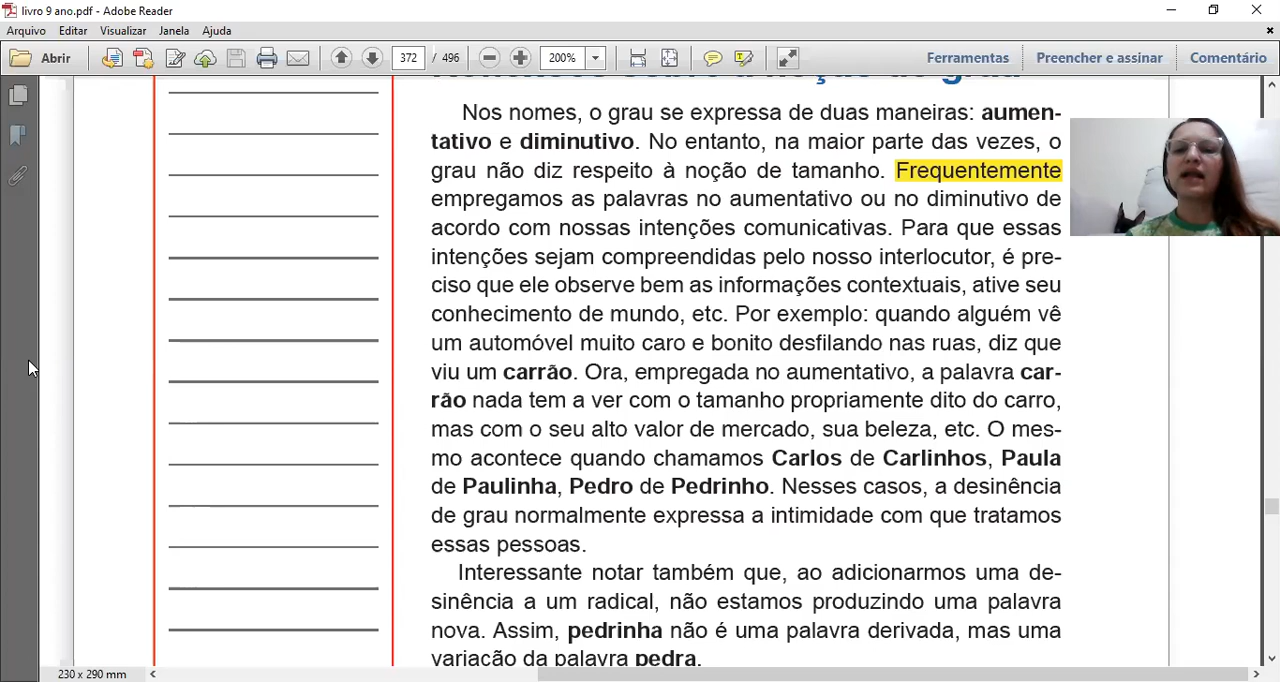 livro 9 ano.pdf - Adobe Reader
Arquivo Editar Visualizar Janela Ajuda
Abrir 372 / 496 200% Ferramentas Preencher e assinar Comentário
Nos nomes, o grau se expressa de duas maneiras: aumen-
tativo e diminutivo. No entanto, na maior parte das vezes, o
grau não diz respeito à noção de tamanho. Frequentemente
empregamos as palavras no aumentativo ou no diminutivo de
acordo com nossas intenções comunicativas. Para que essas
intenções sejam compreendidas pelo nosso interlocutor, é pre-
ciso que ele observe bem as informações contextuais, ative seu
conhecimento de mundo, etc. Por exemplo: quando alguém vê
um automóvel muito caro e bonito desfilando nas ruas, diz que
viu um carrão. Ora, empregada no aumentativo, a palavra car-
rão nada tem a ver com o tamanho propriamente dito do carro,
mas com o seu alto valor de mercado, sua beleza, etc. O mes-
mo acontece quando chamamos Carlos de Carlinhos, Paula
de Paulinha, Pedro de Pedrinho. Nesses casos, a desinência
de grau normalmente expressa a intimidade com que tratamos
essas pessoas.
Interessante notar também que, ao adicionarmos uma de-
sinência a um radical, não estamos produzindo uma palavra
nova. Assim, pedrinha não é uma palavra derivada, mas uma
variação da palavra pedra.
230 x 290 mm